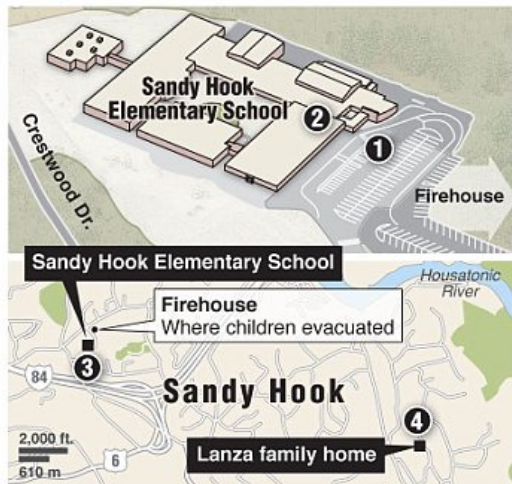 Sandy Hook
Elementary School
2
1
Crestwood Dr.
Firehouse
Sandy Hook Elementary School
Housatonic
River
Firehouse
Where children evacuated
3
84
Sandy Hook
4
2,000 ft.
610 m
6
Lanza family home